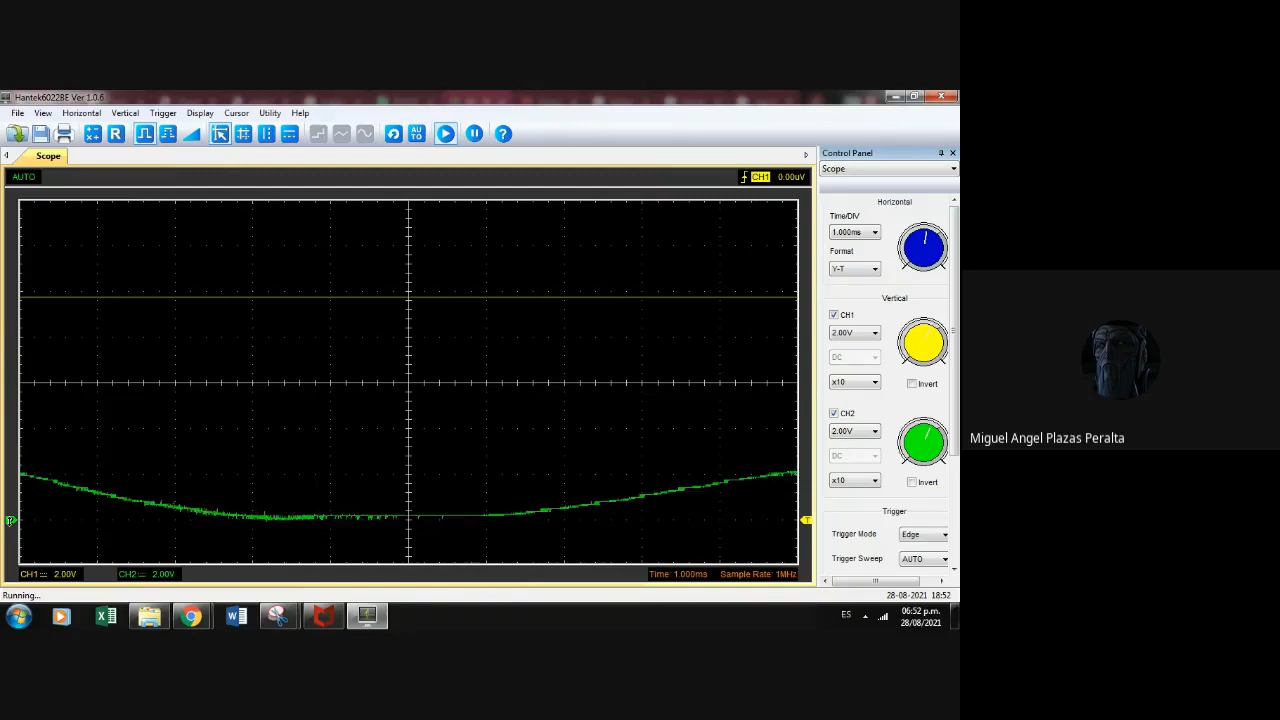 Hantek6022BE Ver 1.0.6
File View Horizontal Vertical Trigger Display Cursor Utility Help
R
AU
TO
?
Scope
Control Panel
AUTO
CH1 0.00uV
Scope
Horizontal
Time/DIV
1.000ms
Format
Y-T
Vertical
CH1
2.00V
DC
x10
Invert
CH2
2.00V
DC
x10
Invert
Trigger
Trigger Mode Edge
Trigger Sweep AUTO
T
CH1 2.00V CH2 2.00V Time: 1.000ms Sample Rate: 1MHz
Running...
28-08-2021 18:52
ES
06:52 p.m.
28/08/2021
Miguel Angel Plazas Peralta